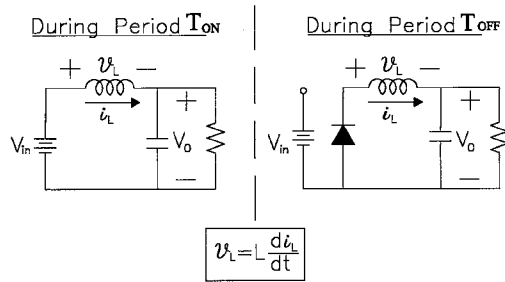 During Period TON
During Period TOFF
+ vL −
iL
Vin
+
Vo
−
+ vL −
iL
Vin
+
Vo
−
vL=L diL/dt